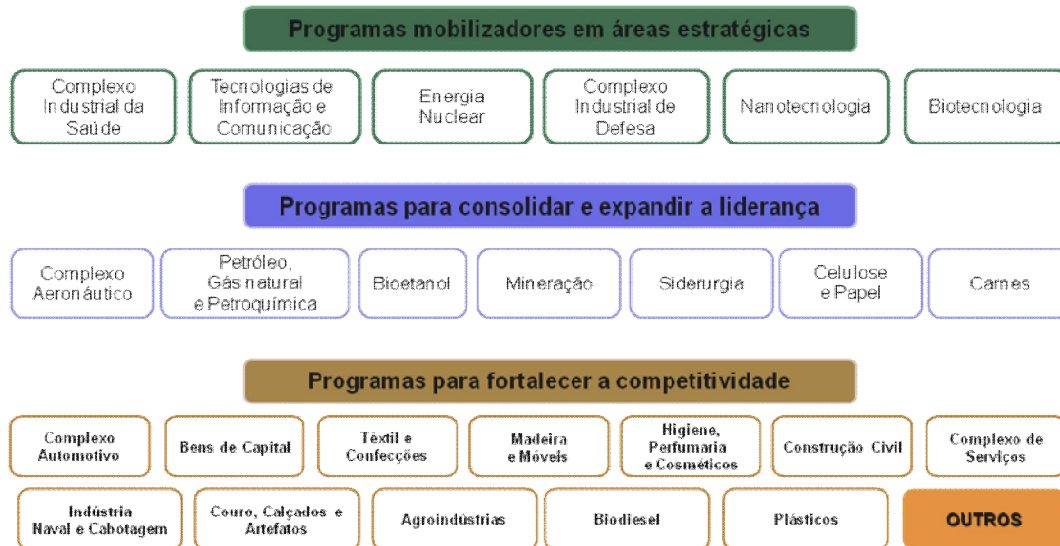 Programas mobilizadores em áreas estratégicas
Complexo
Industrial da
Saúde
Tecnologias de
Informação e
Comunicação
Energia
Nuclear
Complexo
Industrial de
Defesa
Nanotecnologia
Biotecnologia
Programas para consolidar e expandir a liderança
Complexo
Aeronáutico
Petróleo,
Gás natural
e Petroquímica
Bioetanol
Mineração
Siderurgia
Celulose
e Papel
Carnes
Programas para fortalecer a competitividade
Complexo
Automotivo
Bens de Capital
Têxtil e
Confecções
Madeira
e Móveis
Higiene,
Perfumaria
e Cosméticos
Construção Civil
Complexo de
Serviços
Indústria
Naval e Cabotagem
Couro, Calçados e
Artefatos
Agroindústrias
Biodiesel
Plásticos
OUTROS